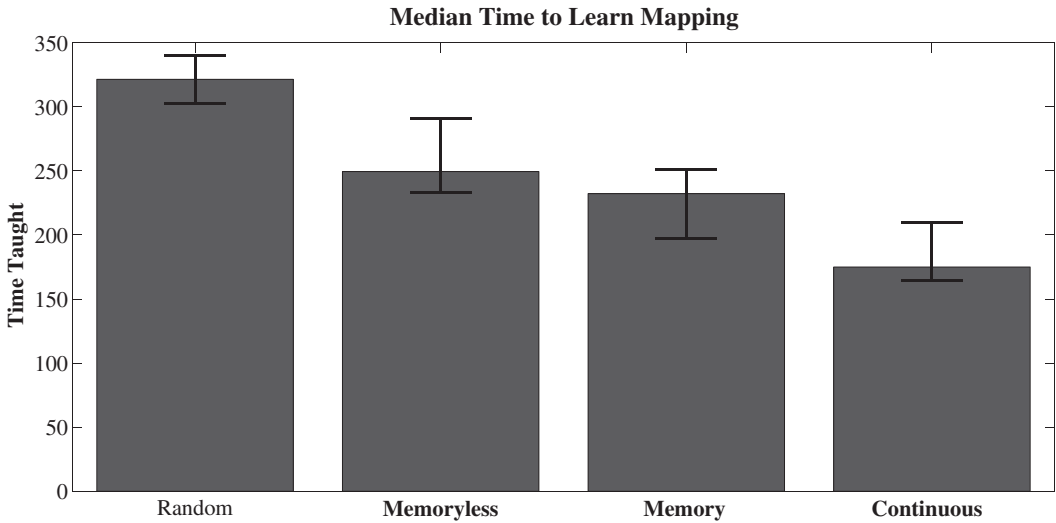 Median Time to Learn Mapping
Time Taught
350
300
250
200
150
100
50
0
Random
Memoryless
Memory
Continuous